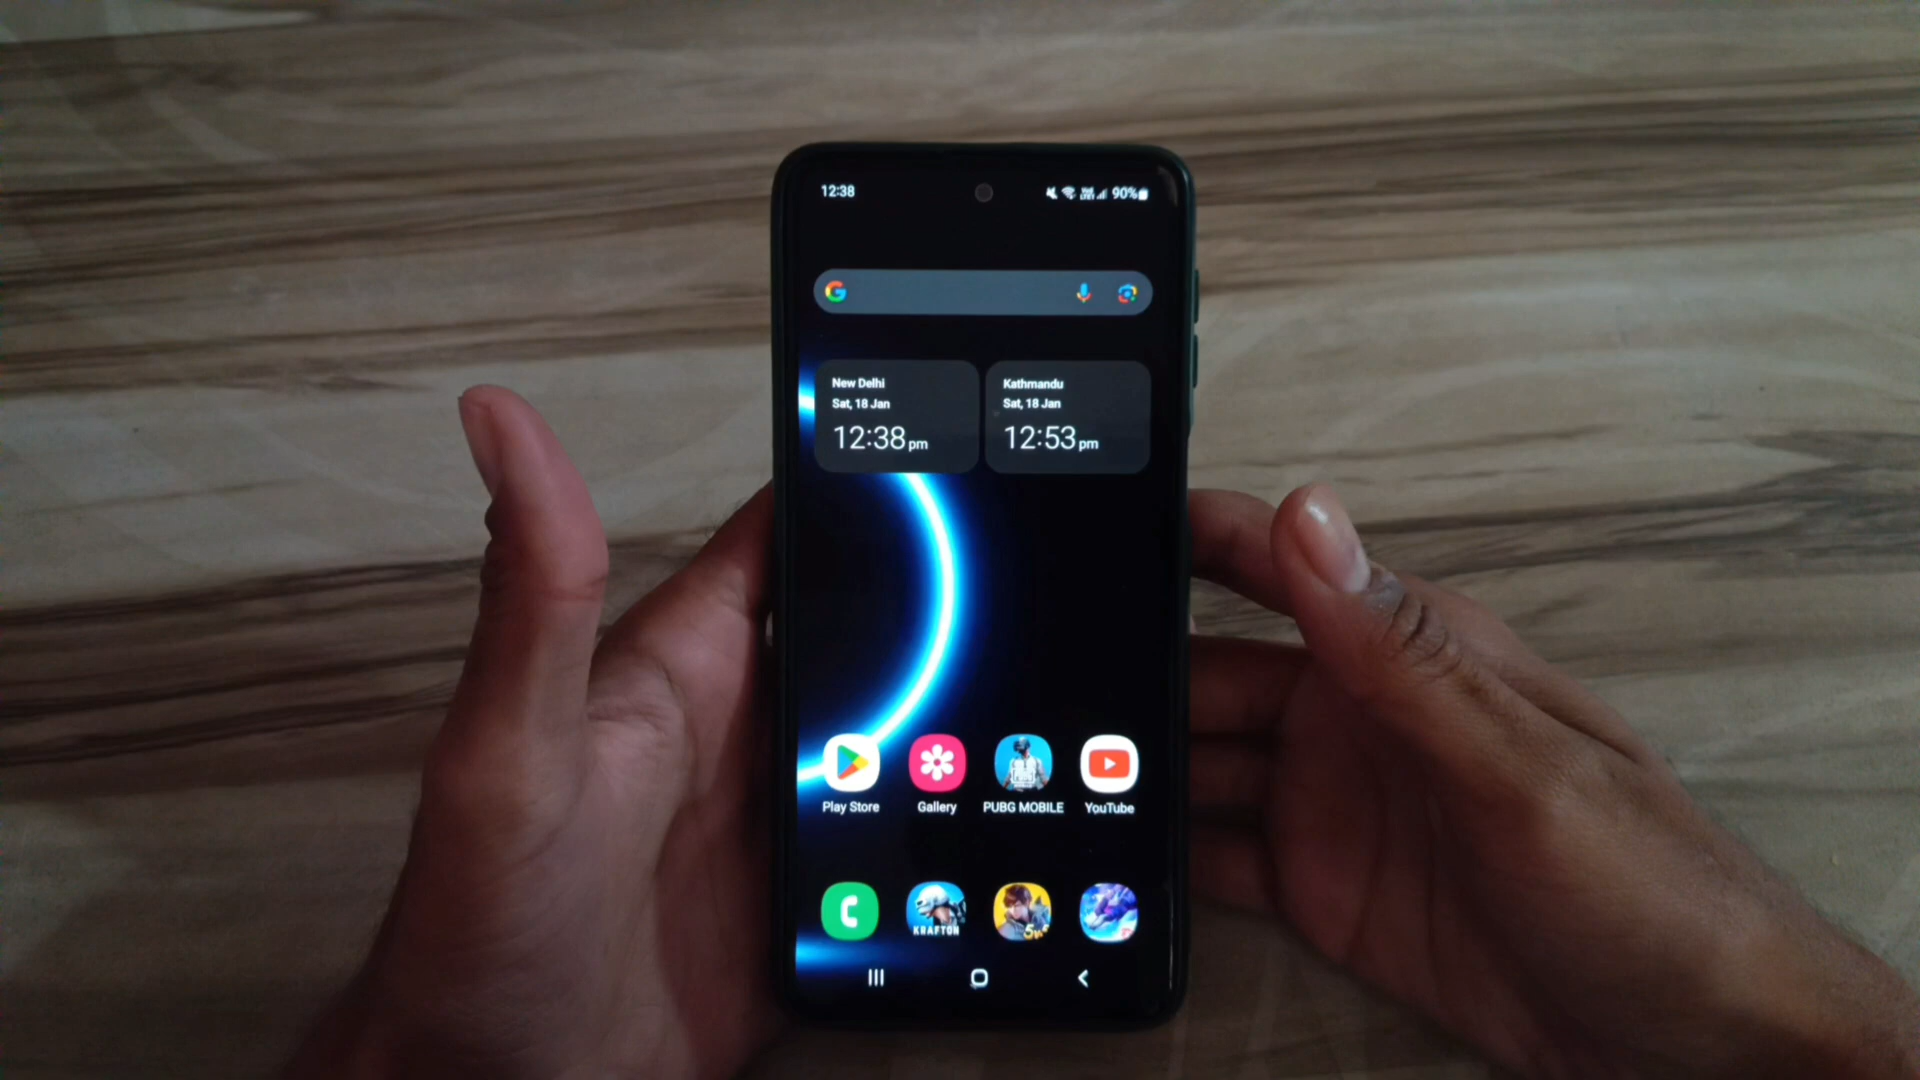 12:38
90%
New Delhi
Sat, 18 Jan
12:38 pm
Kathmandu
Sat, 18 Jan
12:53 pm
Play Store
Gallery
PUBG MOBILE
YouTube
KRAFTON
5v5